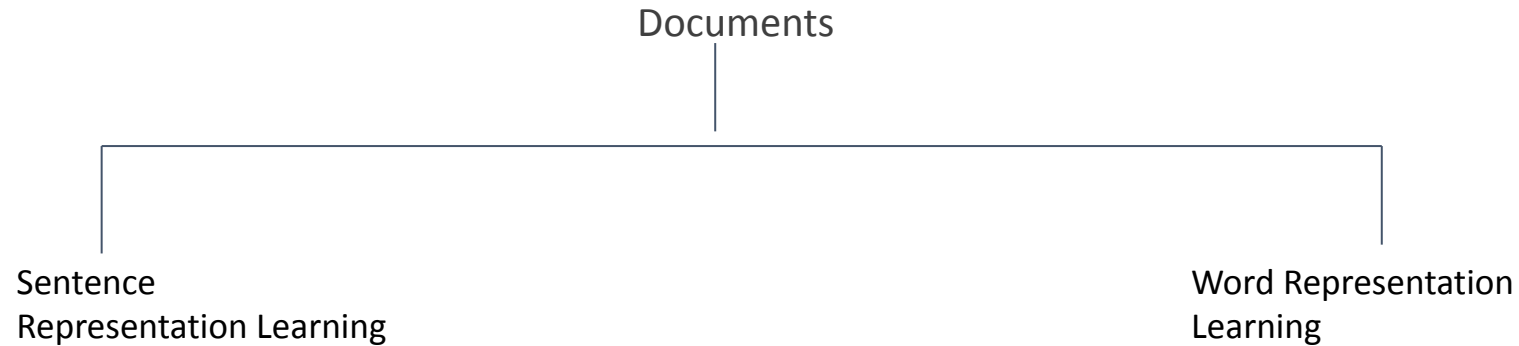 Documents
Sentence
Representation Learning
Word Representation
Learning